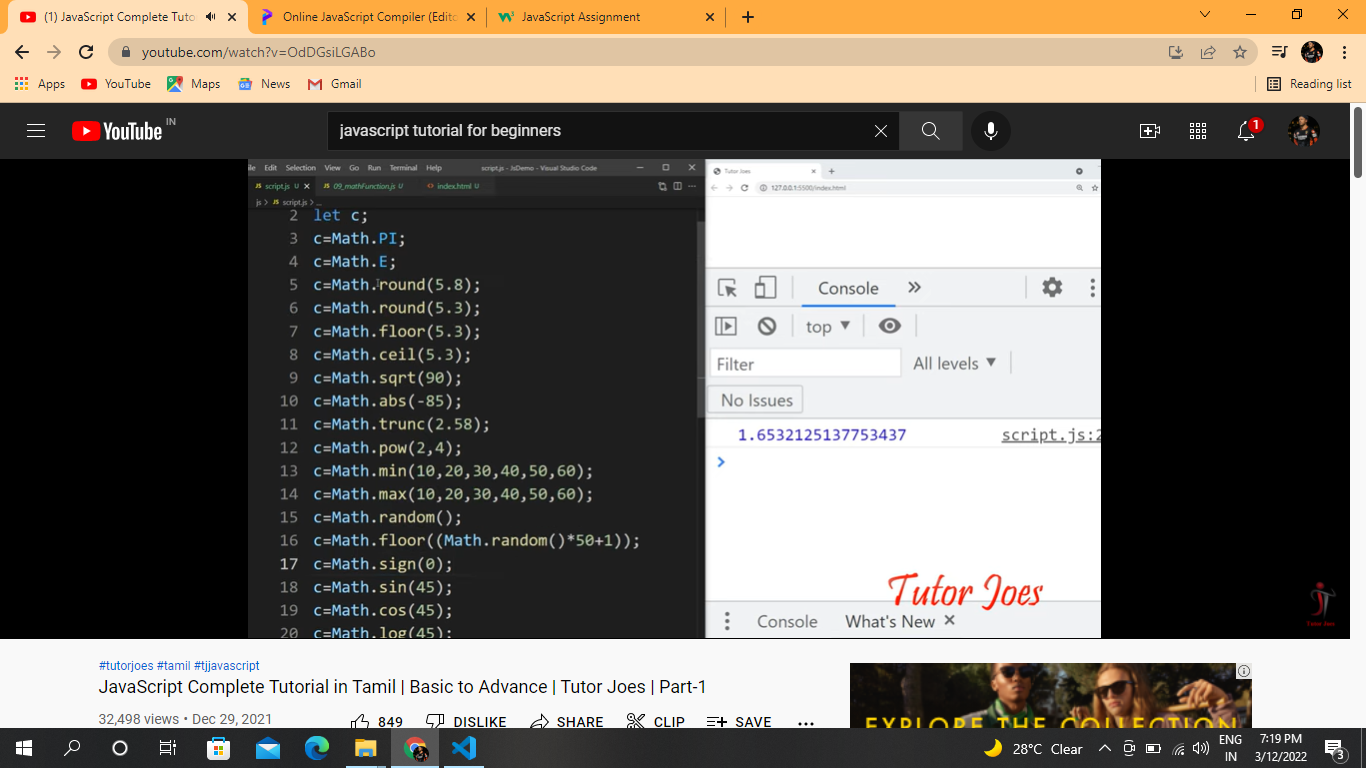 (1) JavaScript Complete Tuto
Online JavaScript Compiler (Edito
JavaScript Assignment
youtube.com/watch?v=OdDGsiLGABo
Apps YouTube Maps News Gmail Reading list
YouTube IN
javascript tutorial for beginners
1
Edit Selection View Go Run Terminal Help script.js - JsDemo - Visual Studio Code
JS script.js U JS 09_mathFunction.js U index.html U
js > JS script.js > ...
2 let c;
3 c=Math.PI;
4 c=Math.E;
5 c=Math.round(5.8);
6 c=Math.round(5.3);
7 c=Math.floor(5.3);
8 c=Math.ceil(5.3);
9 c=Math.sqrt(90);
10 c=Math.abs(-85);
11 c=Math.trunc(2.58);
12 c=Math.pow(2,4);
13 c=Math.min(10,20,30,40,50,60);
14 c=Math.max(10,20,30,40,50,60);
15 c=Math.random();
16 c=Math.floor((Math.random()*50+1));
17 c=Math.sign(0);
18 c=Math.sin(45);
19 c=Math.cos(45);
20 c=Math.log(45);
Tutor Joes
127.0.0.1:5500/index.html
Console
top
Filter All levels
No Issues
1.6532125137753437 script.js:2
Tutor Joes
Console What's New
#tutorjoes #tamil #tjjavascript
JavaScript Complete Tutorial in Tamil | Basic to Advance | Tutor Joes | Part-1
32,498 views • Dec 29, 2021
849 DISLIKE SHARE CLIP SAVE
EXPLORE THE COLLECTION
28°C Clear
ENG
IN
7:19 PM
3/12/2022
3